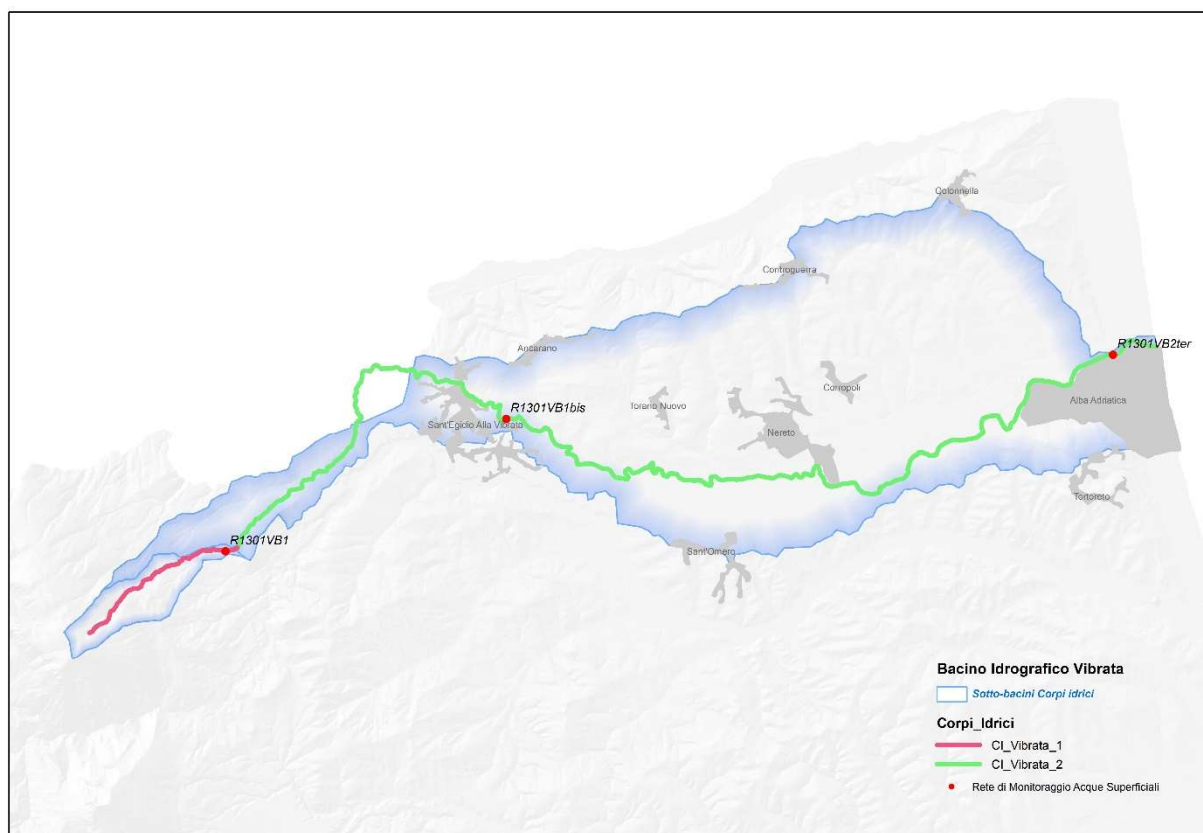 Colonnella
Controguerra
R1301VB2ter
Ancarano
Corropoli
Alba Adriatica
Torano Nuovo
R1301VB1bis
Sant'Egidio Alla Vibrata
Nereto
Tortoreto
R1301VB1
Sant'Omero
Bacino Idrografico Vibrata
Sotto-bacini Corpi idrici
Corpi_Idrici
CI_Vibrata_1
CI_Vibrata_2
Rete di Monitoraggio Acque Superficiali